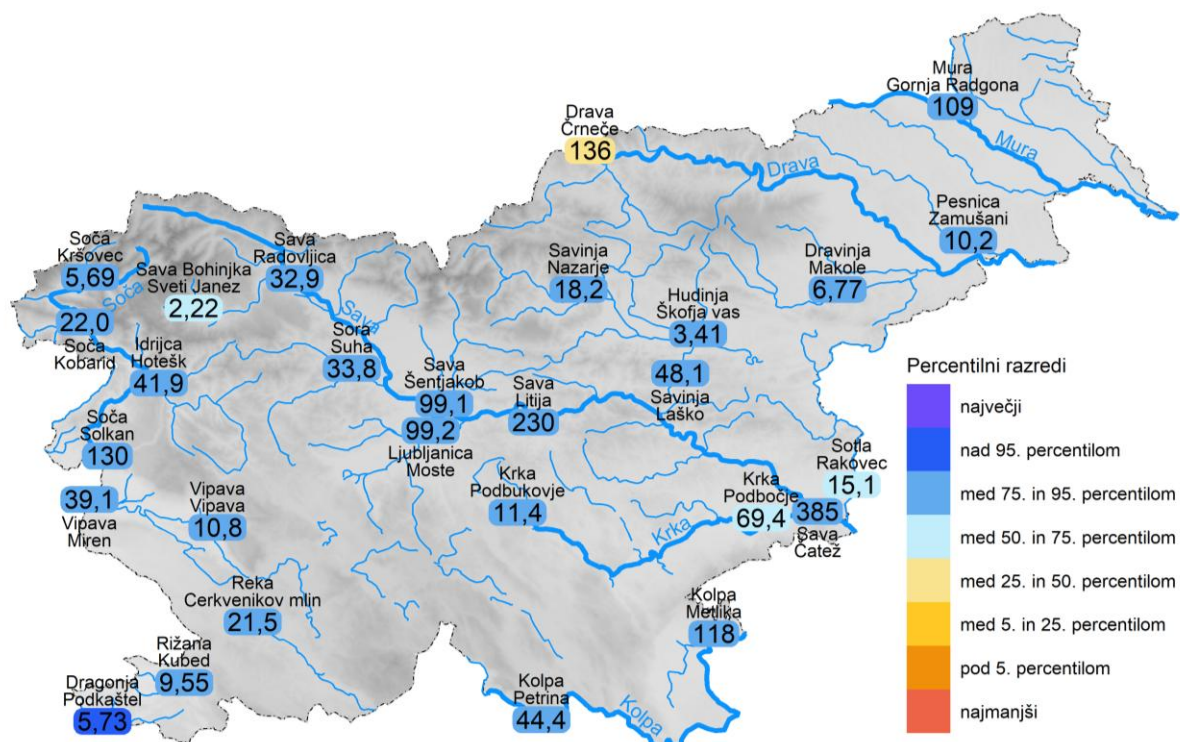 Mura
Gornja Radgona
109
Mura
Drava
Črneče
136
Drava
Pesnica
Zamušani
10,2
Soča
Kršovec
5,69
Soča
Sava Bohinjka
Sveti Janez
2,22
Sava
Radovljica
32,9
Sava
Savinja
Nazarje
18,2
Dravinja
Makole
6,77
Hudinja
Škofja vas
3,41
22,0
Soča
Kobarid
Idrijca
Hotešk
41,9
Sora
Suha
33,8
Sava
Šentjakob
99,1
99,2
Ljubljanica
Moste
Sava
Litija
230
48,1
Savinja
Laško
Soča
Solkan
130
39,1
Vipava
Miren
Vipava
Vipava
10,8
Krka
Podbukovje
11,4
Krka
Krka
Podbočje
69,4
Sotla
Rakovec
15,1
385
Sava
Čatež
Reka
Cerkvenikov mlin
21,5
Kolpa
Metlika
118
Rižana
Kubed
9,55
Dragonja
Podkaštel
5,73
Kolpa
Petrina
44,4
Kolpa
Percentilni razredi
največji
nad 95. percentilom
med 75. in 95. percentilom
med 50. in 75. percentilom
med 25. in 50. percentilom
med 5. in 25. percentilom
pod 5. percentilom
najmanjši